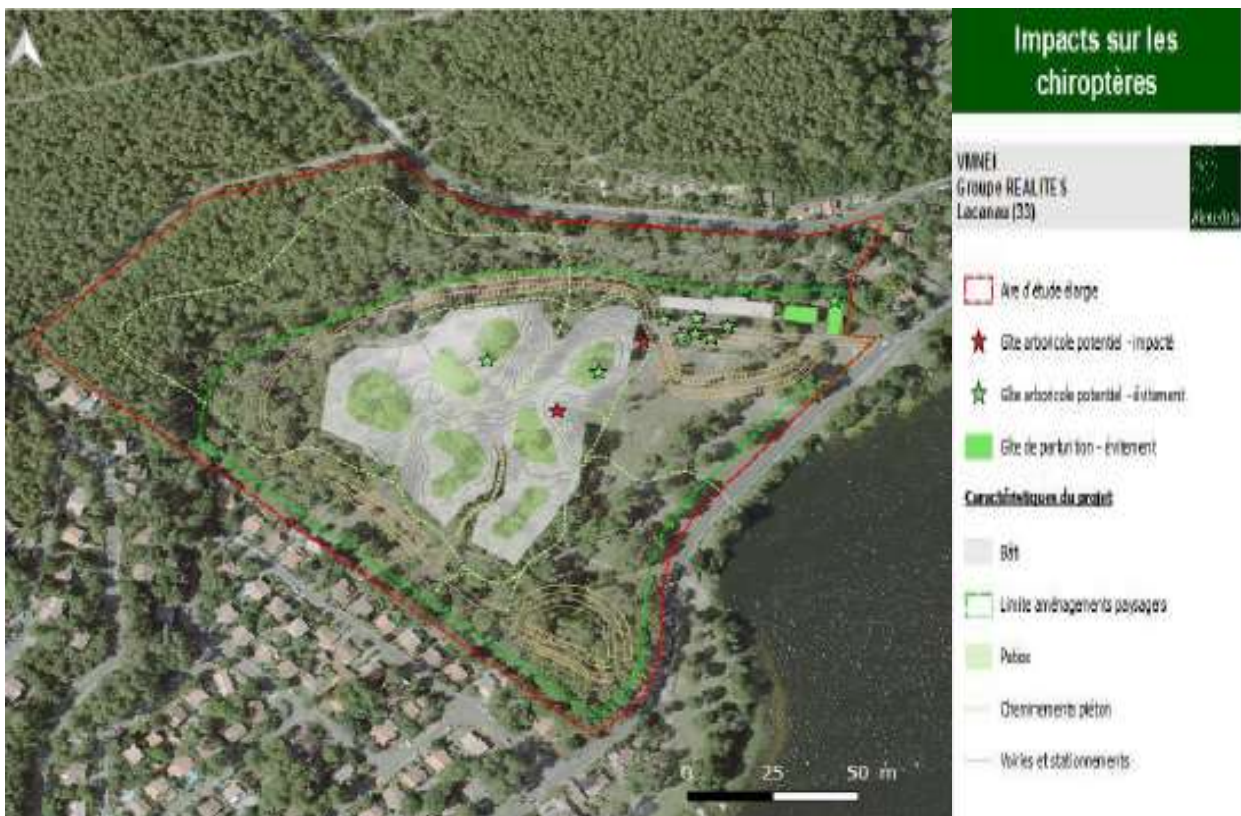 Impacts sur les
chiroptères
VMNEI
Groupe REALITES
Lacanau (33)
Aire d'étude élargie
Gîte arboricole potentiel - impacté
Gîte arboricole potentiel - évitement
Gîte de parturition - évitement
Caractéristiques du projet
Bâti
Limite aménagements paysagers
Patios
Cheminements piéton
Voiries et stationnements
0 25 50 m